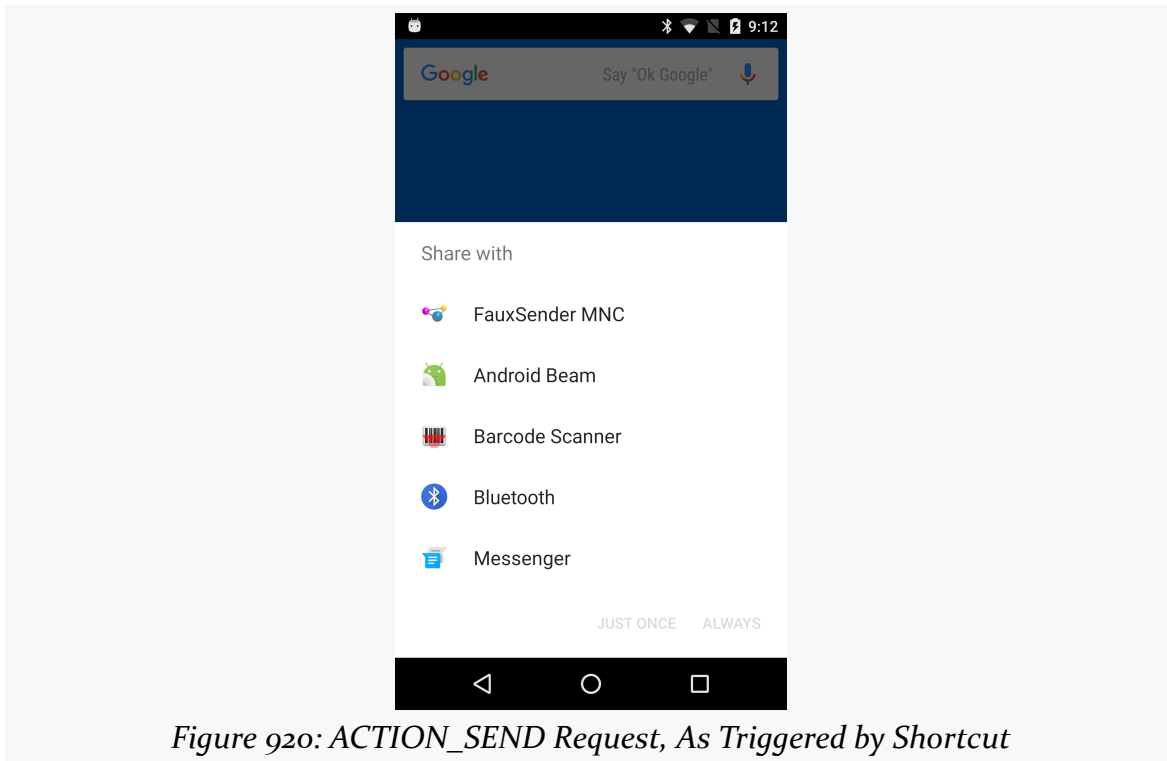 9:12
Google Say "Ok Google"
Share with
FauxSender MNC
Android Beam
Barcode Scanner
Bluetooth
Messenger
JUST ONCE ALWAYS
Figure 920: ACTION_SEND Request, As Triggered by Shortcut